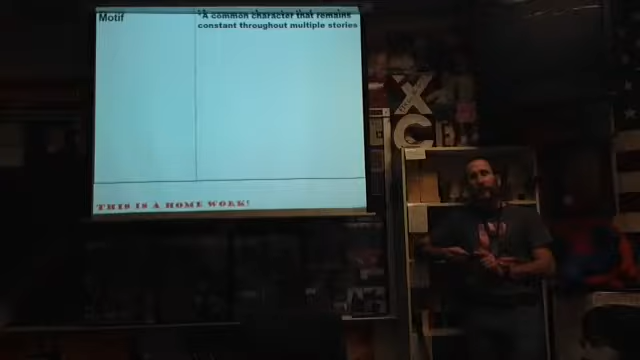 Motif
*A common character that remains
constant throughout multiple stories
THIS IS A HOME WORK!
X
C